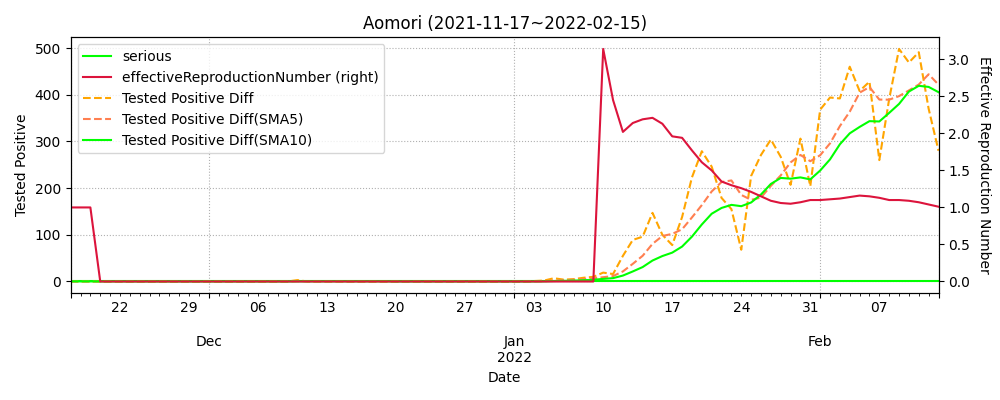 Aomori (2021-11-17~2022-02-15)
serious
effectiveReproductionNumber (right)
Tested Positive Diff
Tested Positive Diff(SMA5)
Tested Positive Diff(SMA10)
Tested Positive
500
400
300
200
100
0
3.0
2.5
2.0
1.5
1.0
0.5
0.0
Effective Reproduction Number
22 29 06 13 20 27 03 10 17 24 31 07
Dec Jan Feb
2022
Date